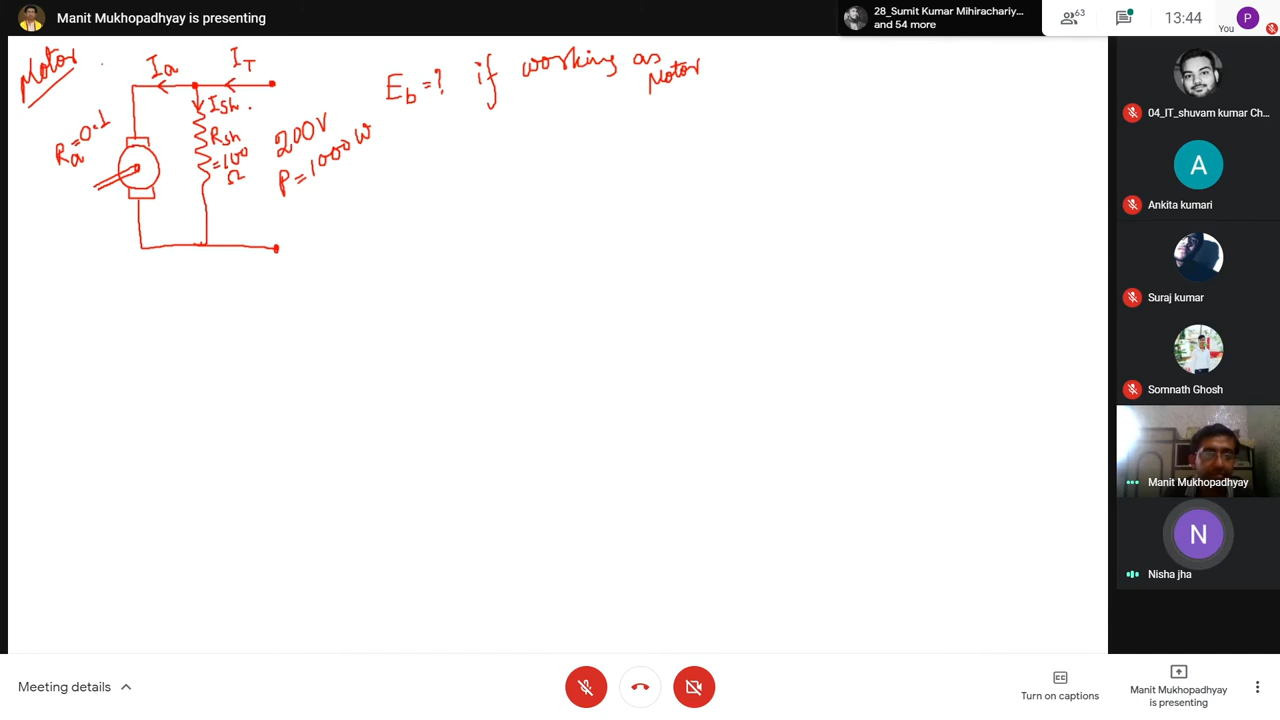 Manit Mukhopadhyay is presenting
28_Sumit Kumar Mihirachariy...
and 54 more
63
13:44
You
P
Motor
Ia
IT
Eb=? if working as
Motor
Ish.
Ra=0.1
Rsh
=100
Ω
200V
P=1000W
04_IT_shuvam kumar Ch...
A
Ankita kumari
Suraj kumar
Somnath Ghosh
Manit Mukhopadhyay
N
Nisha jha
Meeting details
Turn on captions
Manit Mukhopadhyay
is presenting